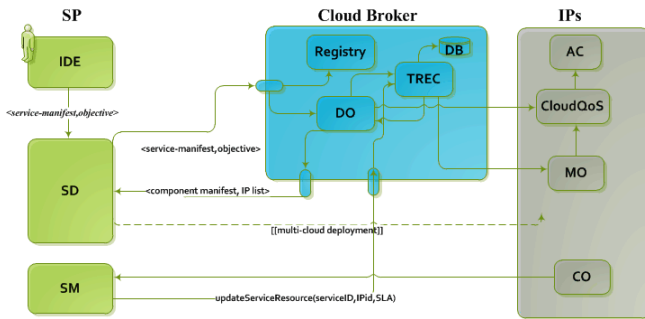 SP
Cloud Broker
IPs
IDE
Registry
DB
TREC
AC
CloudQoS
DO
<service-manifest,objective>
<service-manifest,objective>
MO
SD
<component manifest, IP list>
[[multi-cloud deployment]]
CO
SM
updateServiceResource(serviceID,IPid,SLA)